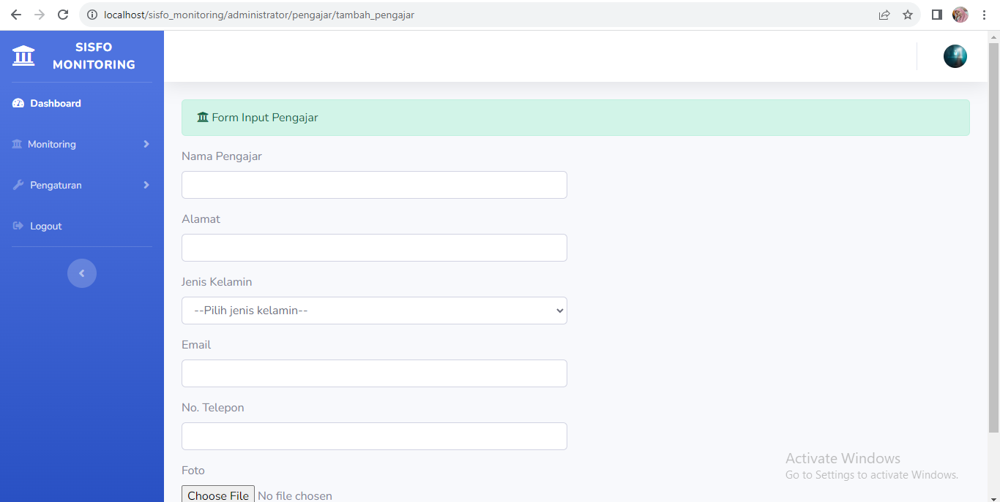 localhost/sisfo_monitoring/administrator/pengajar/tambah_pengajar
SISFO
MONITORING
Dashboard
Monitoring
Pengaturan
Logout
Form Input Pengajar
Nama Pengajar
Alamat
Jenis Kelamin
--Pilih jenis kelamin--
Email
No. Telepon
Foto
Choose File No file chosen
Activate Windows
Go to Settings to activate Windows.